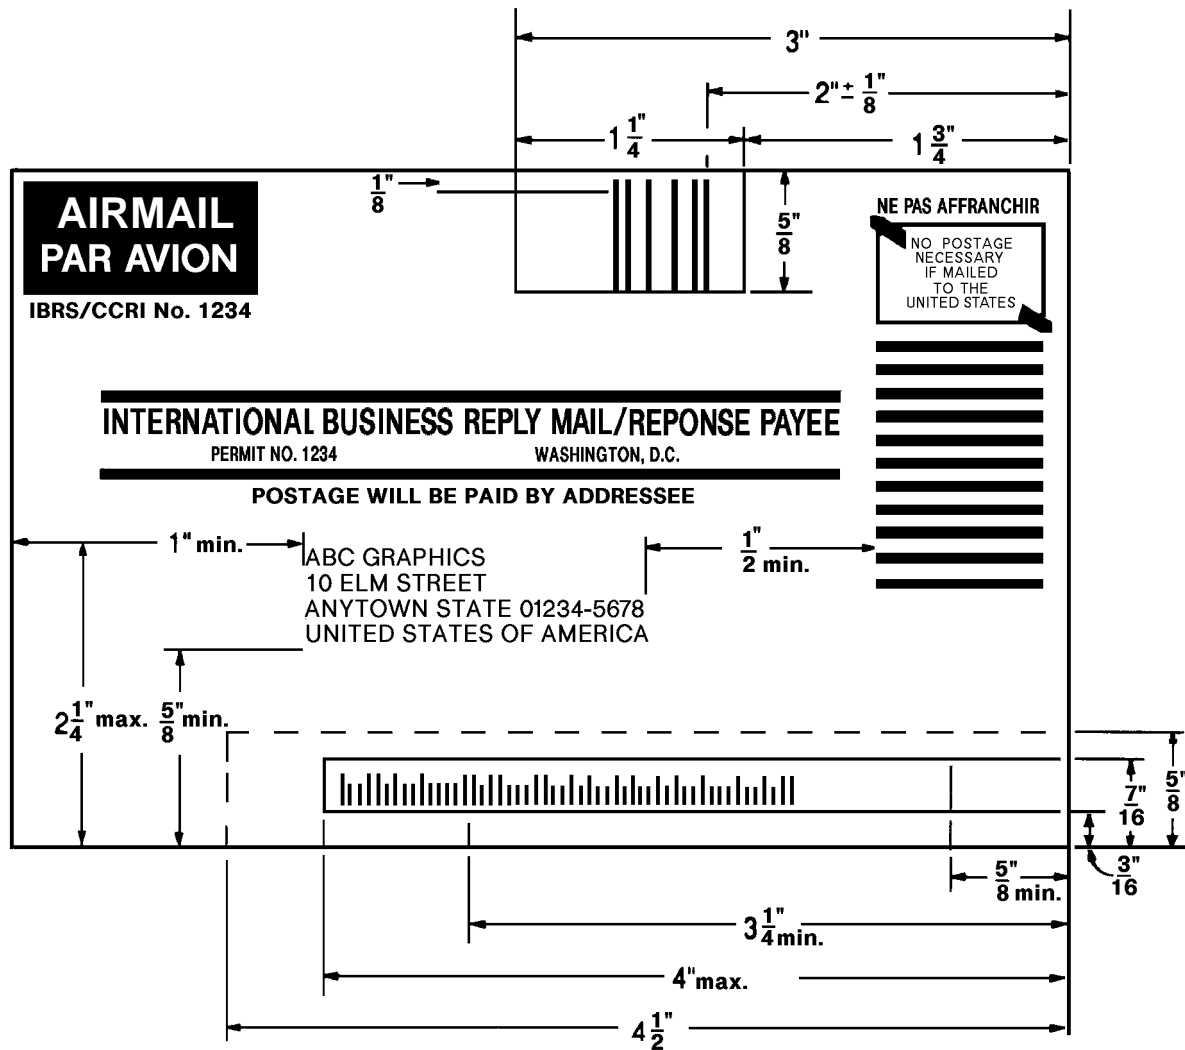 3"
2" ± 1/8"
1 1/4"
1 3/4"
1/8"
AIRMAIL
PAR AVION
IBRS/CCRI No. 1234
5/8"
NE PAS AFFRANCHIR
NO POSTAGE
NECESSARY
IF MAILED
TO THE
UNITED STATES
INTERNATIONAL BUSINESS REPLY MAIL/REPONSE PAYEE
PERMIT NO. 1234 WASHINGTON, D.C.
POSTAGE WILL BE PAID BY ADDRESSEE
1" min.
1/2" min.
ABC GRAPHICS
10 ELM STREET
ANYTOWN STATE 01234-5678
UNITED STATES OF AMERICA
2 1/4" max.
5/8" min.
5/8"
7/16"
3/16"
5/8" min.
3 1/4" min.
4" max.
4 1/2"